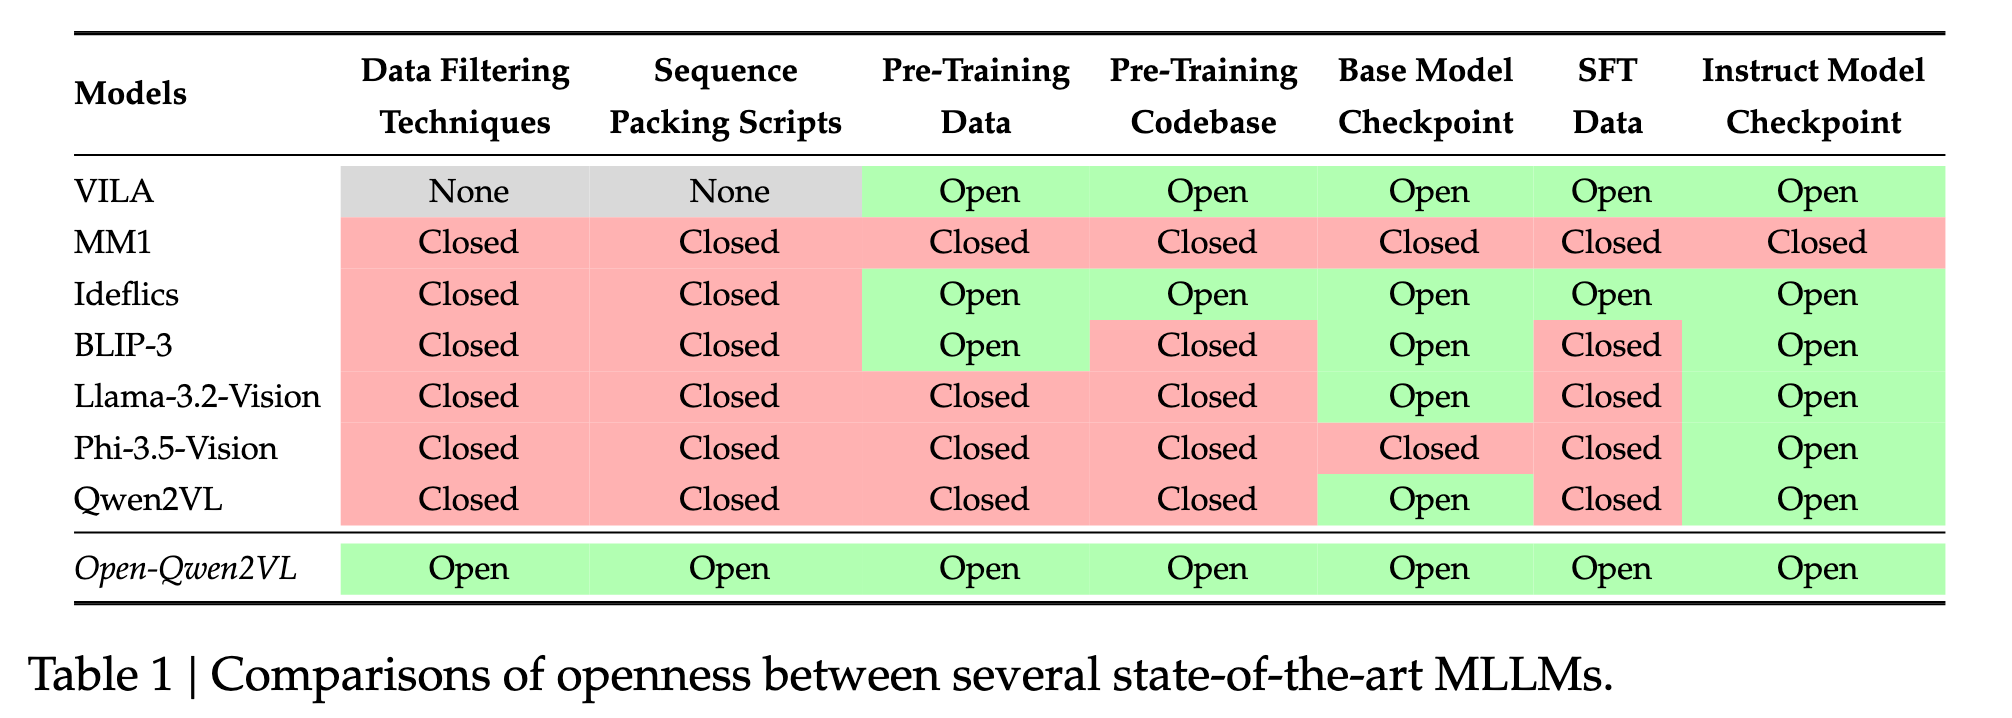 Models Data Filtering Techniques Sequence Packing Scripts Pre-Training Data Pre-Training Codebase Base Model Checkpoint SFT Data Instruct Model Checkpoint
VILA None None Open Open Open Open Open
MM1 Closed Closed Closed Closed Closed Closed Closed
Ideflics Closed Closed Open Open Open Open Open
BLIP-3 Closed Closed Open Closed Open Closed Open
Llama-3.2-Vision Closed Closed Closed Closed Open Closed Open
Phi-3.5-Vision Closed Closed Closed Closed Closed Closed Open
Qwen2VL Closed Closed Closed Closed Open Closed Open
Open-Qwen2VL Open Open Open Open Open Open Open
Table 1 | Comparisons of openness between several state-of-the-art MLLMs.